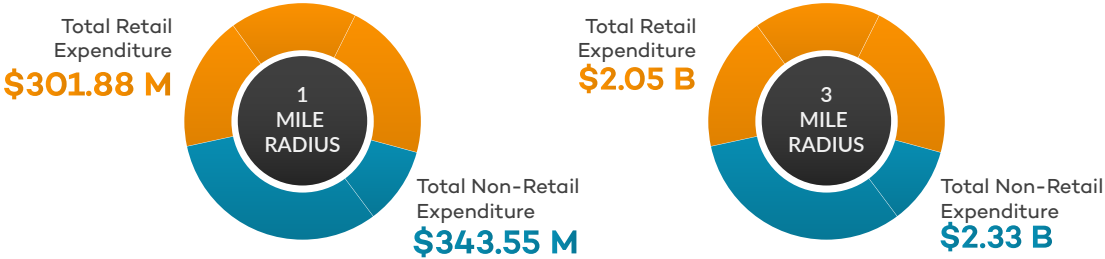 Total Retail
Expenditure
$301.88 M
1
MILE
RADIUS
Total Non-Retail
Expenditure
$343.55 M
Total Retail
Expenditure
$2.05 B
3
MILE
RADIUS
Total Non-Retail
Expenditure
$2.33 B